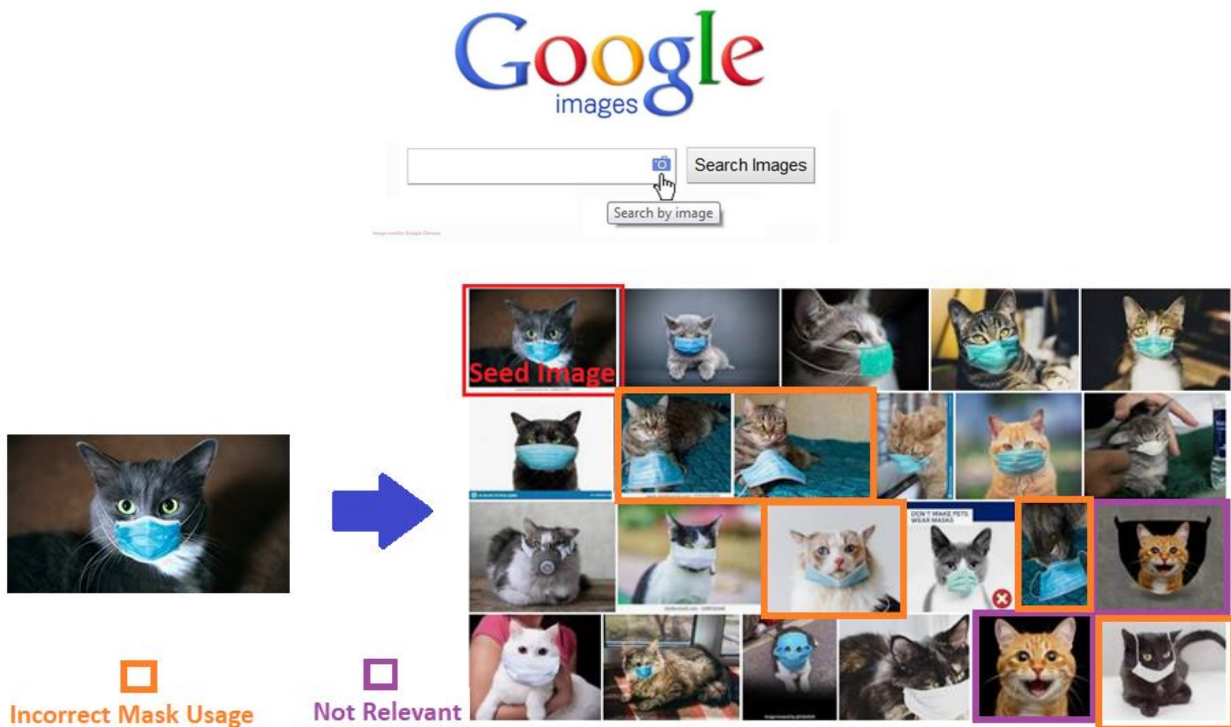 Google
images
Search Images
Search by image
Seed Image
DON'T MAKE PETS
WEAR MASKS
Incorrect Mask Usage
Not Relevant